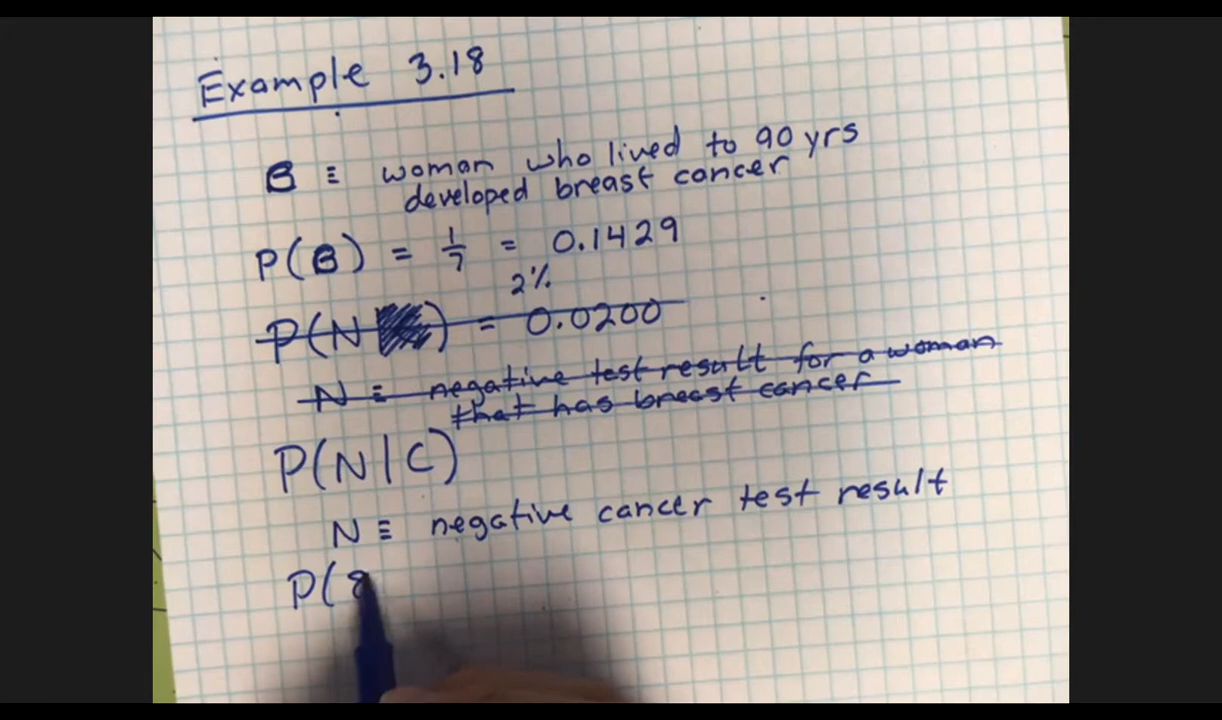 Example 3.18
B ≡ woman who lived to 90 yrs
developed breast cancer
P(B) = 1/7 = 0.1429
2%
P(N ) = 0.0200
N ≡ negative test result for a woman
that has breast cancer
P(N|C)
N ≡ negative cancer test result
P(